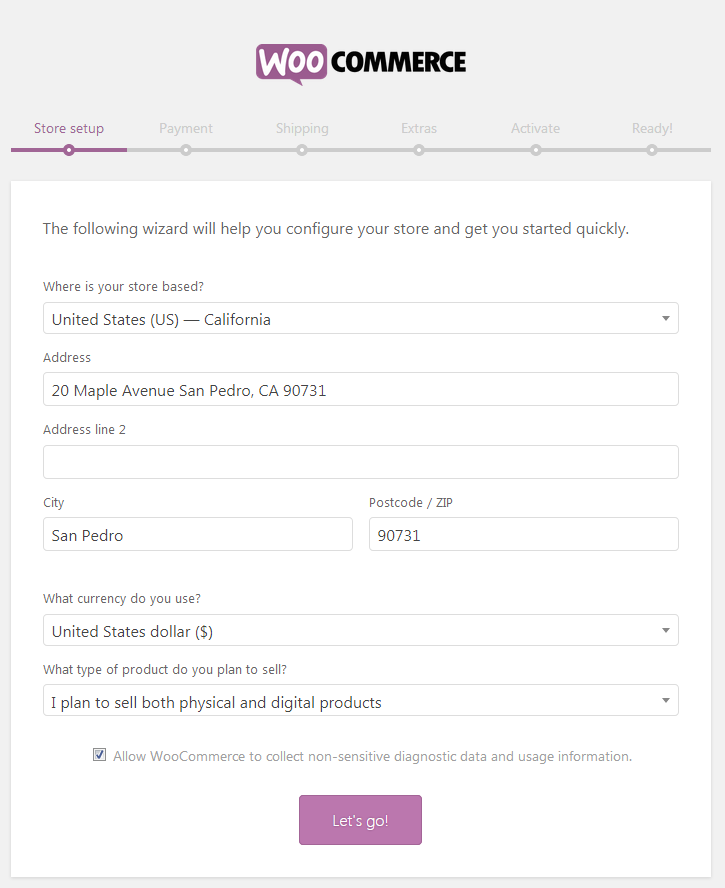 WOO COMMERCE
Store setup Payment Shipping Extras Activate Ready!
The following wizard will help you configure your store and get you started quickly.
Where is your store based?
United States (US) — California
Address
20 Maple Avenue San Pedro, CA 90731
Address line 2
City Postcode / ZIP
San Pedro 90731
What currency do you use?
United States dollar ($)
What type of product do you plan to sell?
I plan to sell both physical and digital products
Allow WooCommerce to collect non-sensitive diagnostic data and usage information.
Let's go!